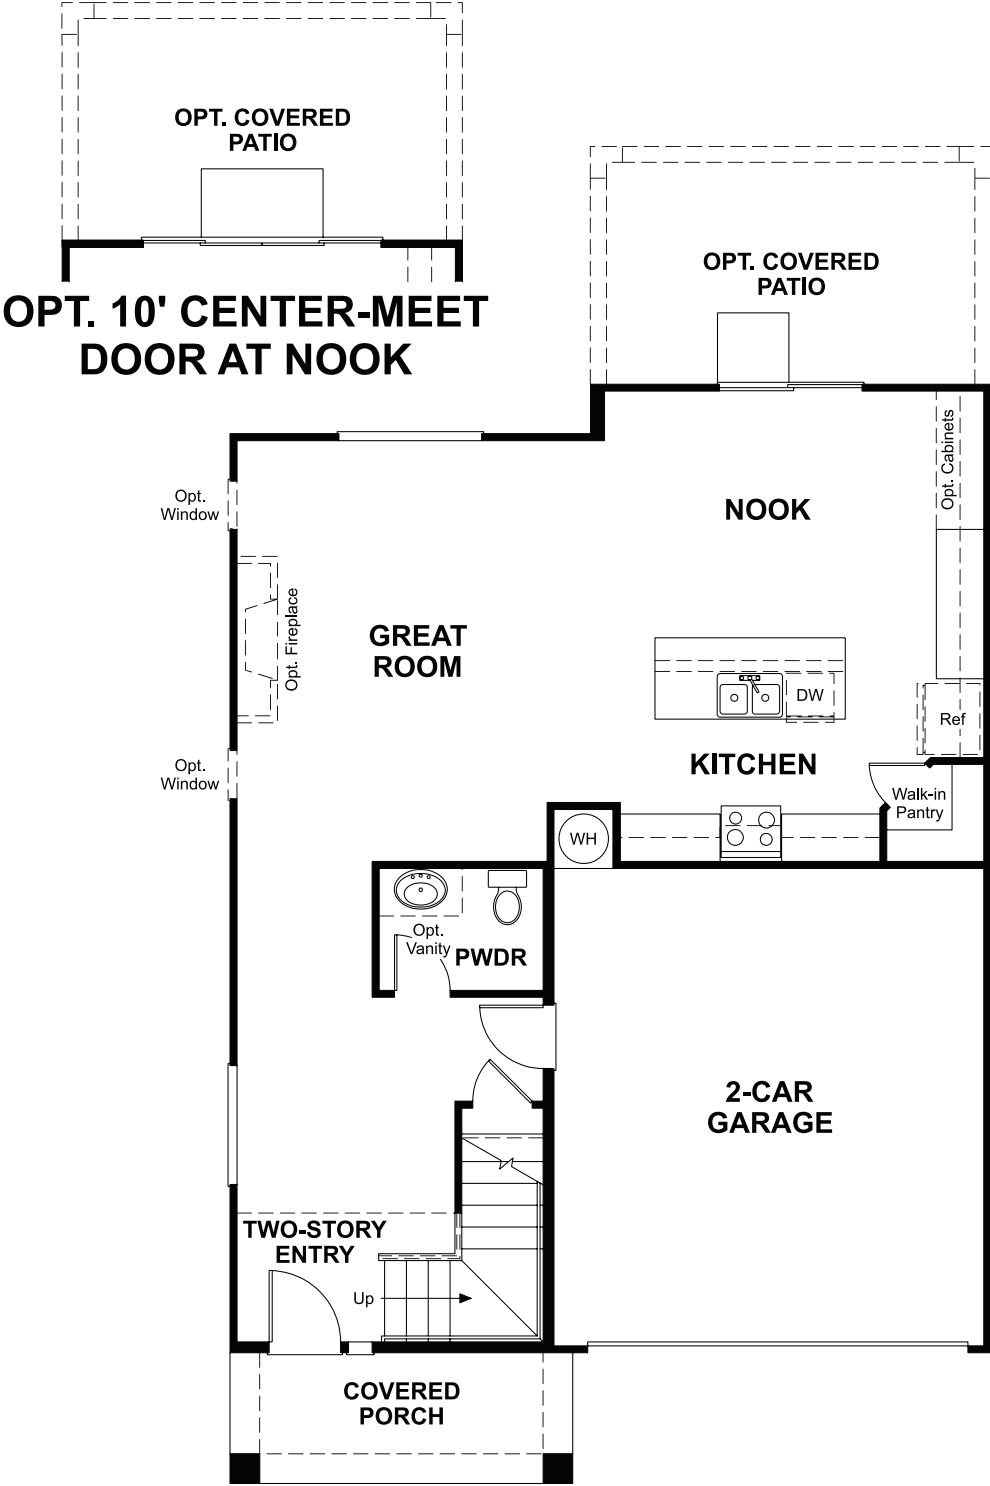 OPT. COVERED
PATIO
OPT. 10' CENTER-MEET
DOOR AT NOOK
OPT. COVERED
PATIO
Opt. Cabinets
Opt.
Window
NOOK
Opt. Fireplace
GREAT
ROOM
DW
Ref
KITCHEN
Opt.
Window
Walk-in
Pantry
WH
Opt.
Vanity
PWDR
2-CAR
GARAGE
TWO-STORY
ENTRY
Up
COVERED
PORCH